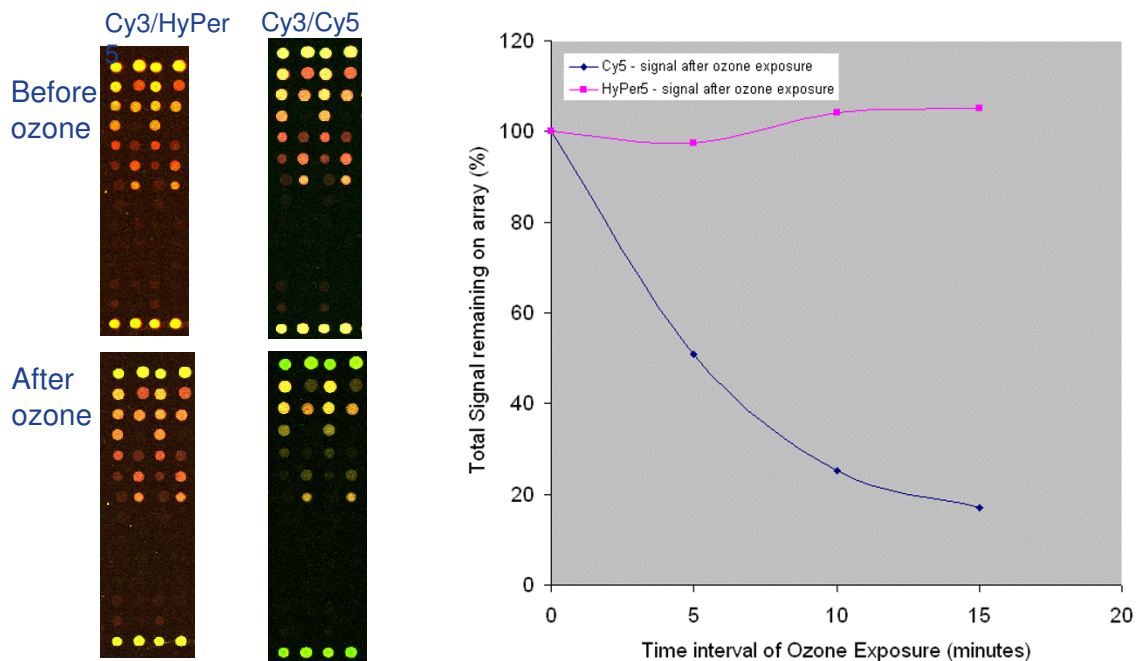 Cy3/HyPer
5
Cy3/Cy5
Before
ozone
After
ozone
120
100
80
60
40
20
0
Total Signal remaining on array (%)
Cy5 - signal after ozone exposure
HyPer5 - signal after ozone exposure
0 5 10 15 20
Time interval of Ozone Exposure (minutes)